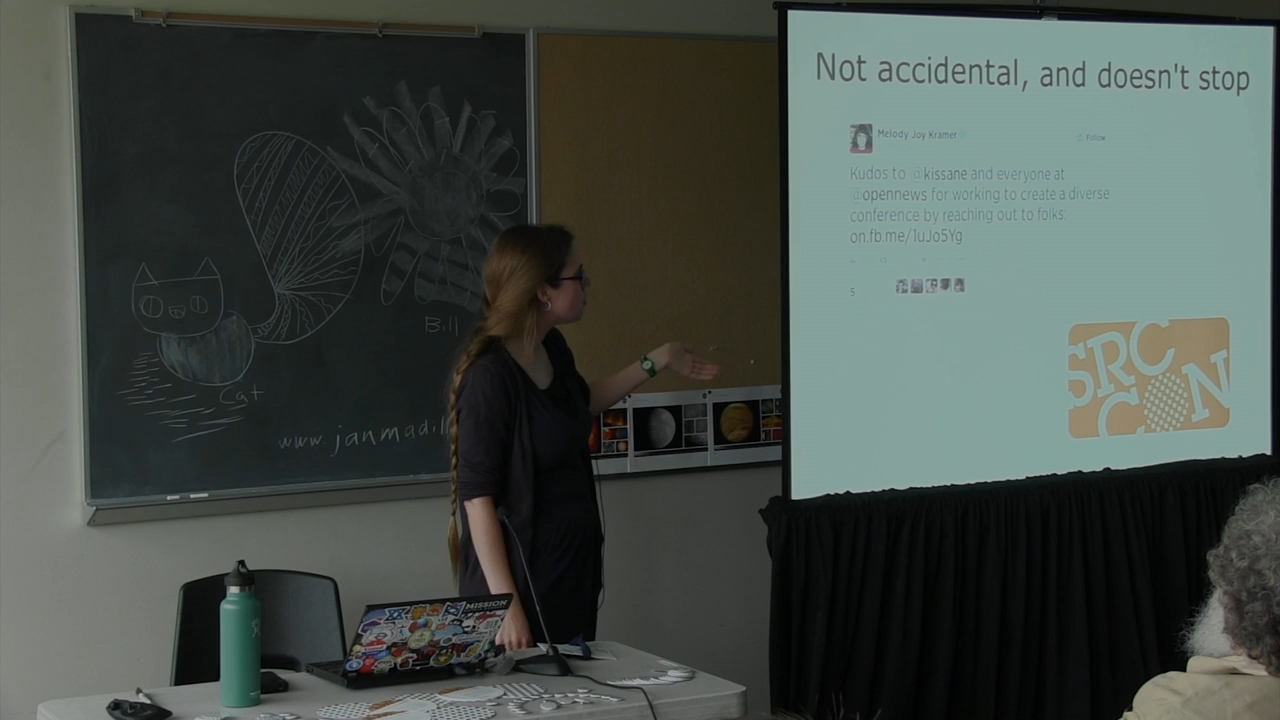 Not accidental, and doesn't stop
Melody Joy Kramer
Follow
Kudos to @kissane and everyone at
@opennews for working to create a diverse
conference by reaching out to folks:
on.fb.me/1uJo5Yg
5
SRC
CON
Bill
Cat
www.janmadill
MISSION